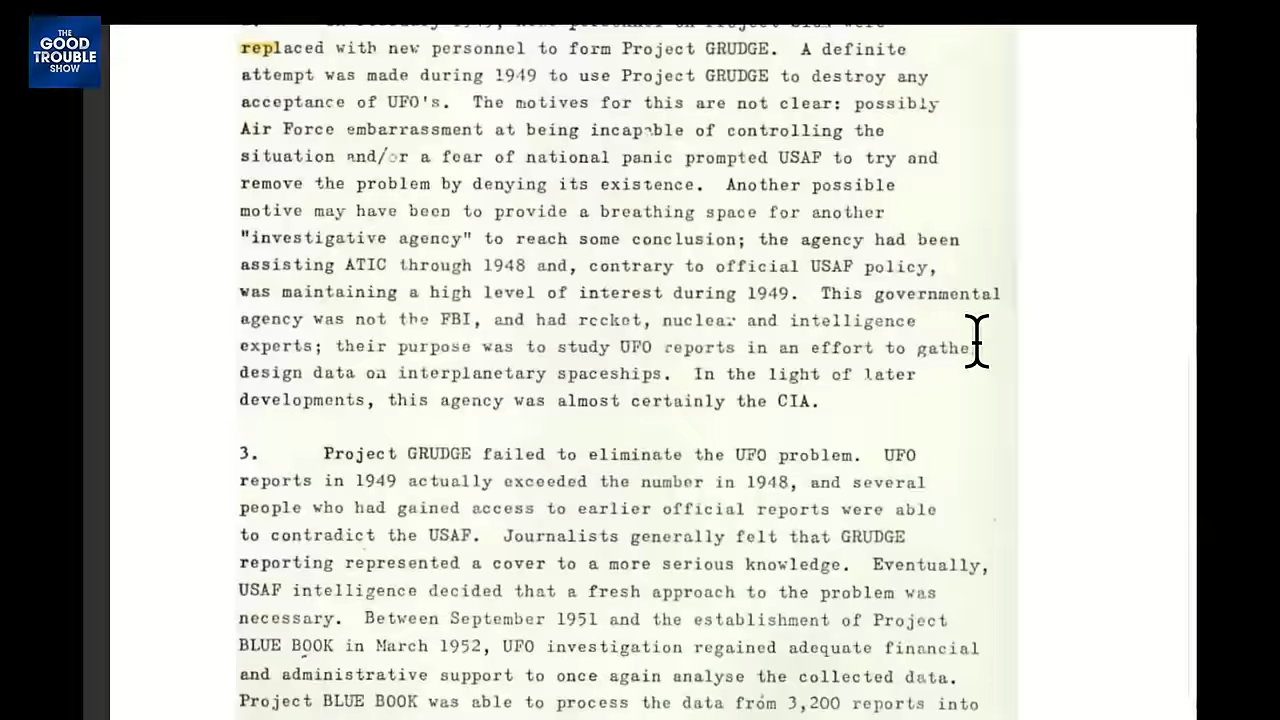 THE
GOOD
TROUBLE
SHOW
replaced with new personnel to form Project GRUDGE. A definite
attempt was made during 1949 to use Project GRUDGE to destroy any
acceptance of UFO's. The motives for this are not clear: possibly
Air Force embarrassment at being incapable of controlling the
situation and/or a fear of national panic prompted USAF to try and
remove the problem by denying its existence. Another possible
motive may have been to provide a breathing space for another
"investigative agency" to reach some conclusion; the agency had been
assisting ATIC through 1948 and, contrary to official USAF policy,
was maintaining a high level of interest during 1949. This governmental
agency was not the FBI, and had rocket, nuclear and intelligence
experts; their purpose was to study UFO reports in an effort to gather
design data on interplanetary spaceships. In the light of later
developments, this agency was almost certainly the CIA.
3. Project GRUDGE failed to eliminate the UFO problem. UFO
reports in 1949 actually exceeded the number in 1948, and several
people who had gained access to earlier official reports were able
to contradict the USAF. Journalists generally felt that GRUDGE
reporting represented a cover to a more serious knowledge. Eventually,
USAF intelligence decided that a fresh approach to the problem was
necessary. Between September 1951 and the establishment of Project
BLUE BOOK in March 1952, UFO investigation regained adequate financial
and administrative support to once again analyse the collected data.
Project BLUE BOOK was able to process the data from 3,200 reports into